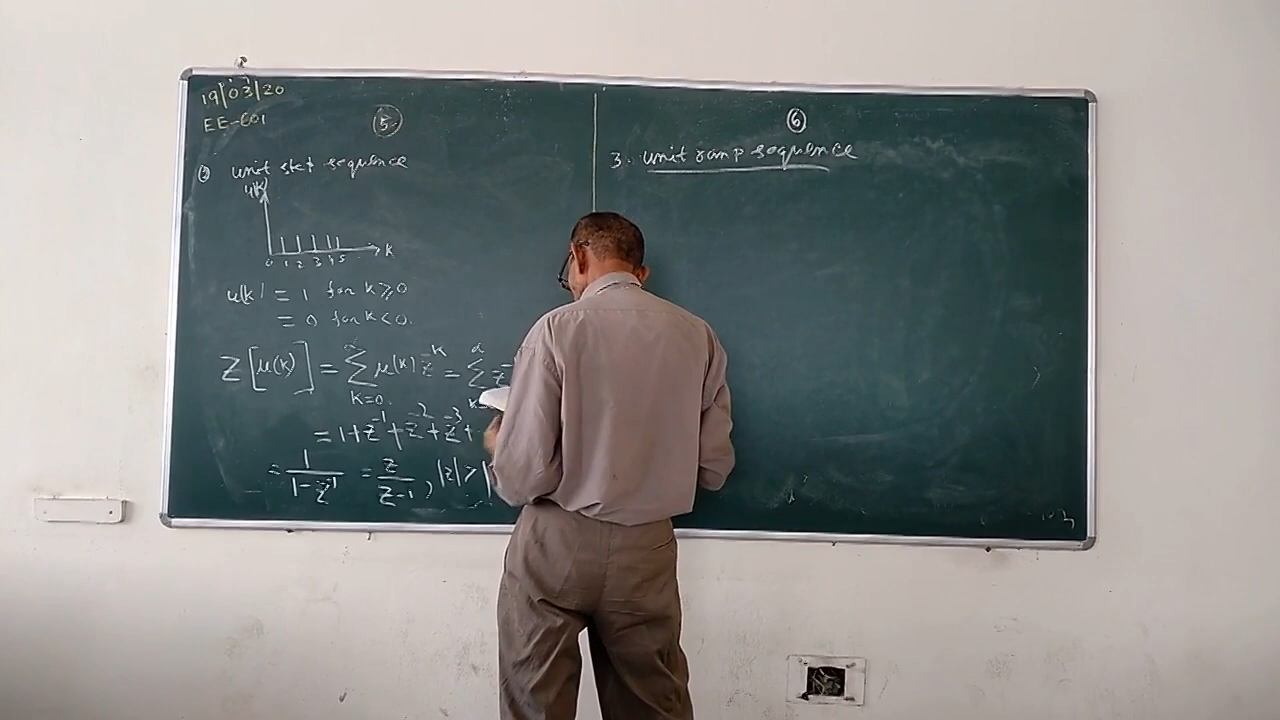 19/03/20
EE-601
⑤
② unit step sequence
u(k)
k
0 1 2 3 4 5
u(k) = 1 for k ≥ 0
= 0 for k < 0.
Z[u(k)] = ∑ k=0 ∞ u(k) z^-k = ∑
= 1 + z^-1 + z^-2 + z^-3 +
= 1/(1 - z^-1) = z/(z-1), |z| >
⑥
3. unit ramp sequence